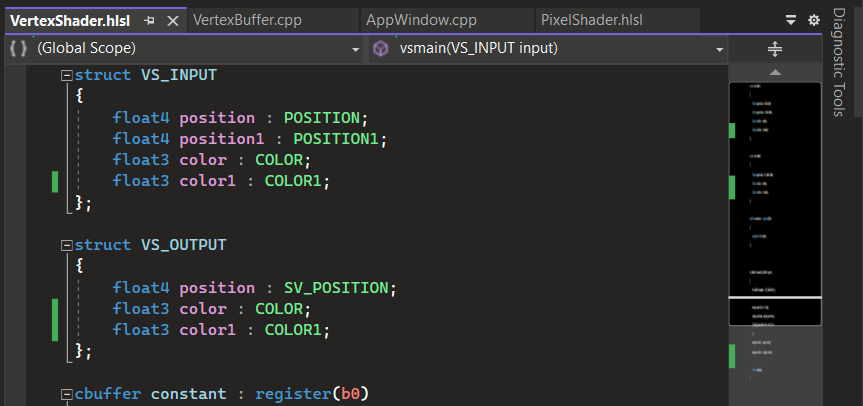 VertexShader.hlsl VertexBuffer.cpp AppWindow.cpp PixelShader.hlsl
{ } (Global Scope) vsmain(VS_INPUT input)
Diagnostic Tools
struct VS_INPUT
{
float4 position : POSITION;
float4 position1 : POSITION1;
float3 color : COLOR;
float3 color1 : COLOR1;
};
struct VS_OUTPUT
{
float4 position : SV_POSITION;
float3 color : COLOR;
float3 color1 : COLOR1;
};
cbuffer constant : register(b0)